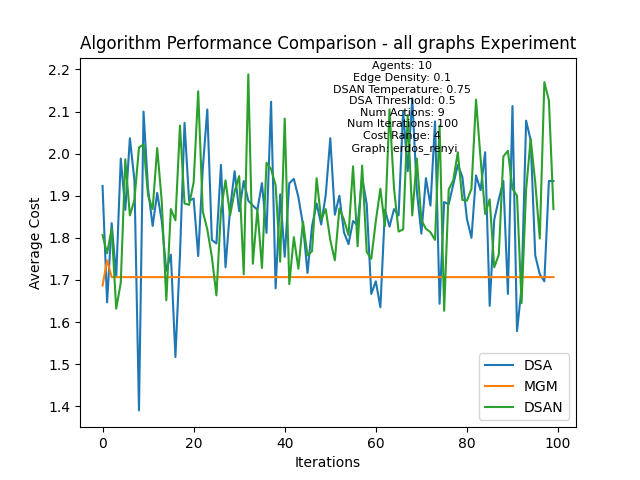 Algorithm Performance Comparison - all graphs Experiment
Agents: 10
Edge Density: 0.1
DSAN Temperature: 0.75
DSA Threshold: 0.5
Num Actions: 9
Num Iterations: 100
Cost Range: 4
Graph: erdos_renyi
2.2
2.1
2.0
1.9
1.8
1.7
1.6
1.5
1.4
Average Cost
0
20
40
60
80
100
Iterations
DSA
MGM
DSAN